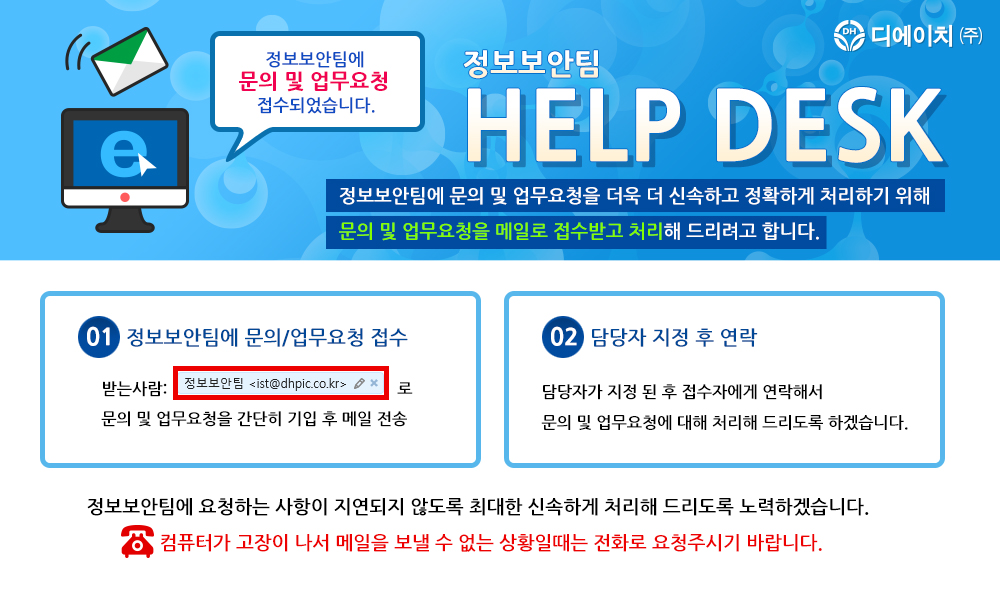 DH 디에이치 (주)
정보보안팀에
문의 및 업무요청
접수되었습니다.
e
정보보안팀
HELP DESK
정보보안팀에 문의 및 업무요청을 더욱 더 신속하고 정확하게 처리하기 위해
문의 및 업무요청을 메일로 접수받고 처리해 드리려고 합니다.
01 정보보안팀에 문의/업무요청 접수
받는사람: 정보보안팀 <ist@dhpic.co.kr> 로
문의 및 업무요청을 간단히 기입 후 메일 전송
02 담당자 지정 후 연락
담당자가 지정 된 후 접수자에게 연락해서
문의 및 업무요청에 대해 처리해 드리도록 하겠습니다.
정보보안팀에 요청하는 사항이 지연되지 않도록 최대한 신속하게 처리해 드리도록 노력하겠습니다.
컴퓨터가 고장이 나서 메일을 보낼 수 없는 상황일때는 전화로 요청주시기 바랍니다.